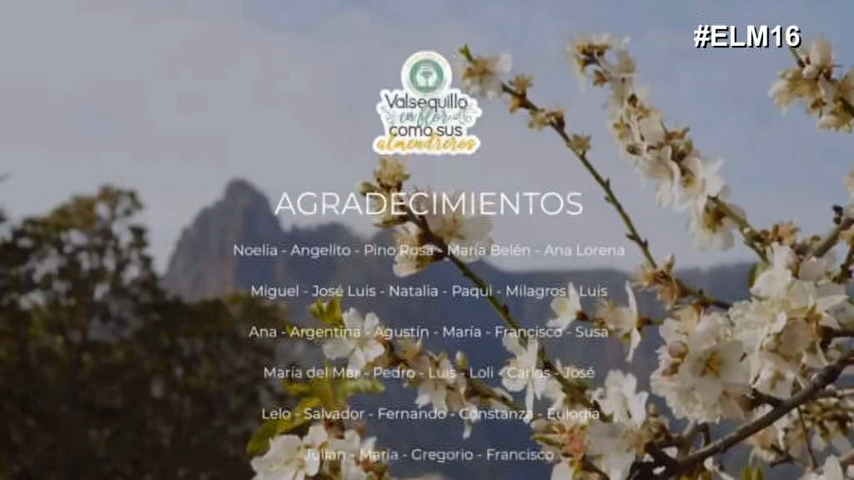 #ELM16
Valsequillo
en flor
como sus
almendreros
AGRADECIMIENTOS
Noelia - Angelito - Pino Rosa - María Belén - Ana Lorena
Miguel - José Luis - Natalia - Paqui - Milagros - Luis
Ana - Argentina - Agustín - María - Francisco - Susa
María del Mar - Pedro - Luis - Loli - Carlos - José
Lelo - Salvador - Fernando - Constanza - Eulogia
Julian - María - Gregorio - Francisco